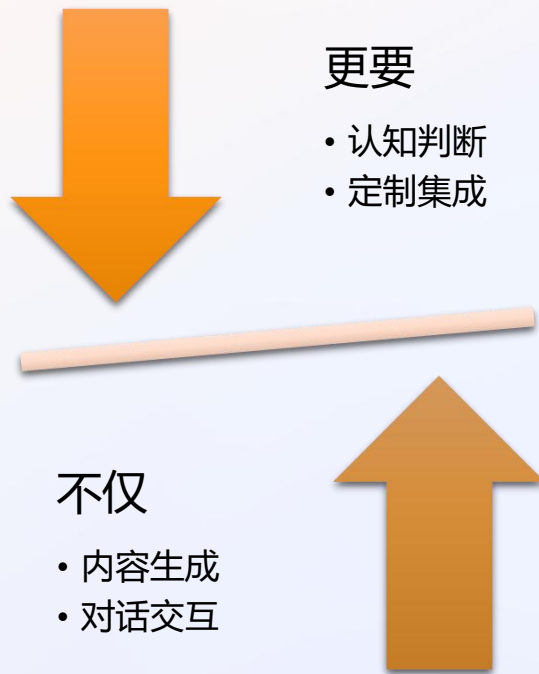 更要
• 认知判断
• 定制集成
不仅
• 内容生成
• 对话交互